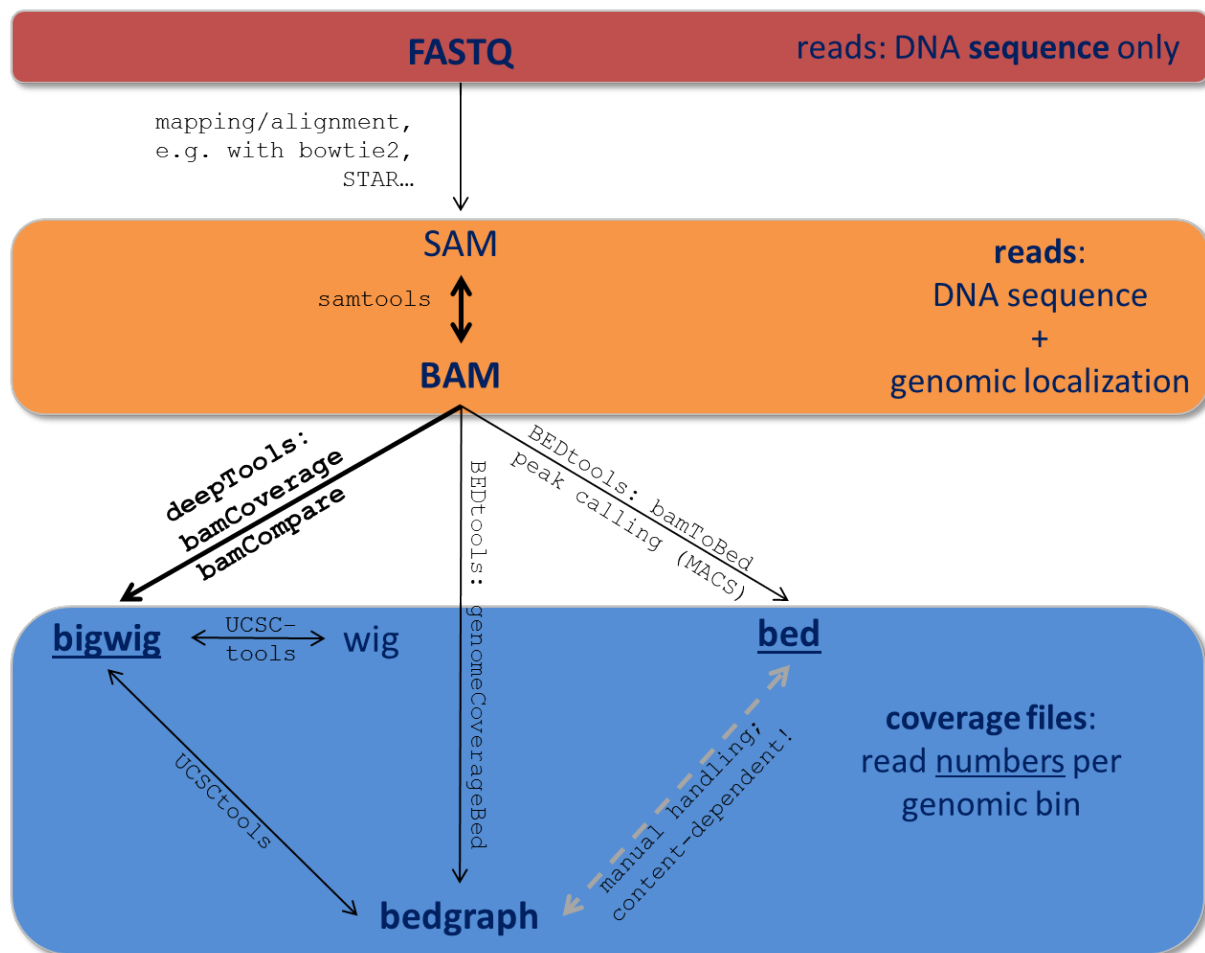 FASTQ
reads: DNA sequence only
mapping/alignment,
e.g. with bowtie2,
STAR…
SAM
samtools
BAM
reads:
DNA sequence
+
genomic localization
deepTools:
bamCoverage
bamCompare
BEDtools: genomeCoverageBed
BEDtools: bamToBed
peak calling (MACS)
bigwig
UCSC-
tools
wig
bed
UCSCtools
manual handling;
content-dependent!
coverage files:
read numbers per
genomic bin
bedgraph